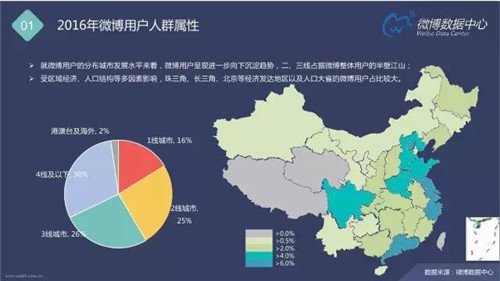 01
2016年微博用户人群属性
微博数据中心
Weibo Data Center
就微博用户的分布城市发展水平来看，微博用户呈现进一步向下沉淀趋势，二、三线占据微博整体用户的半壁江山；
受区域经济、人口结构等多因素影响，珠三角、长三角、北京等经济发达地区以及人口大省的微博用户占比较大。
港澳台及海外, 2%
1线城市, 16%
4线及以下, 30%
2线城市,
25%
3线城市, 26%
>0.0%
>0.5%
>2.0%
>4.0%
>6.0%
数据来源：微博数据中心